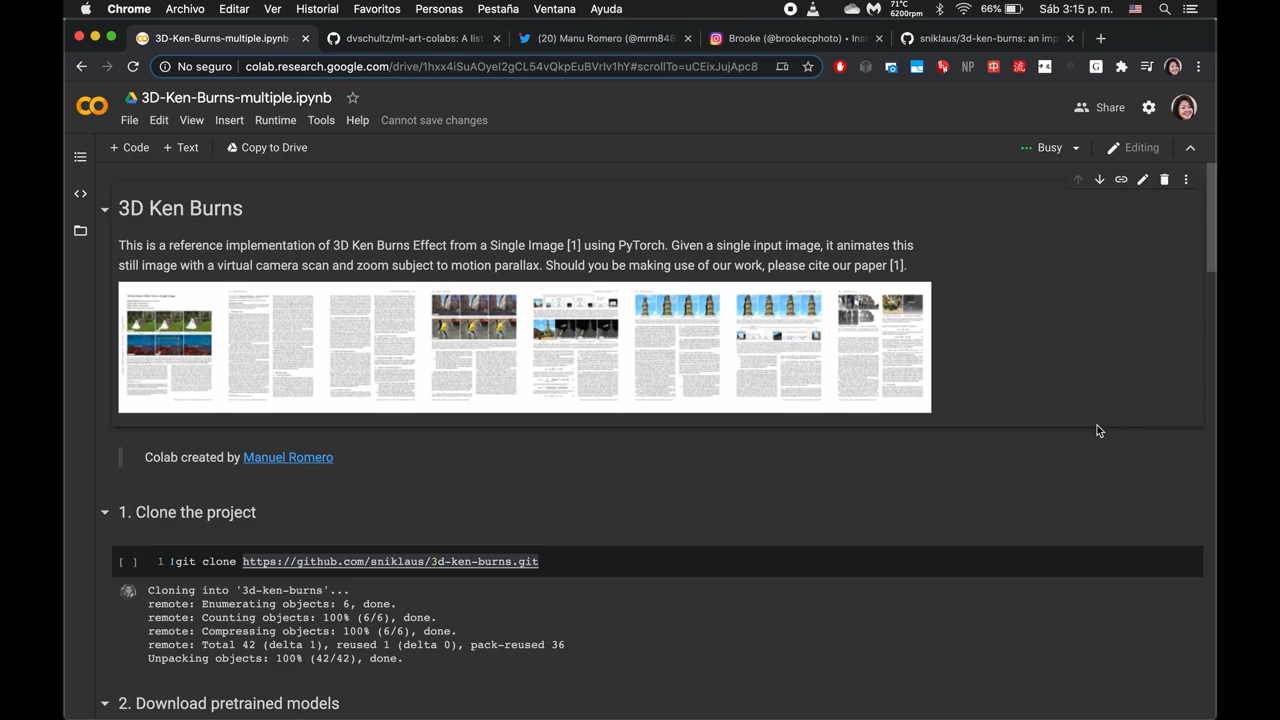 Chrome Archivo Editar Ver Historial Favoritos Personas Pestaña Ventana Ayuda 71°C 6200rpm 66% Sáb 3:15 p. m.
3D-Ken-Burns-multiple.ipynb dvschultz/ml-art-colabs: A list (20) Manu Romero (@mrm848 Brooke (@brookecphoto) • Inst sniklaus/3d-ken-burns: an imp
No seguro colab.research.google.com/drive/1hxx4iSuAOyeI2gCL54vQkpEuBVrIv1hY#scrollTo=uCEixJujApc8
3D-Ken-Burns-multiple.ipynb
Share
File Edit View Insert Runtime Tools Help Cannot save changes
+ Code + Text Copy to Drive Busy Editing
3D Ken Burns
This is a reference implementation of 3D Ken Burns Effect from a Single Image [1] using PyTorch. Given a single input image, it animates this
still image with a virtual camera scan and zoom subject to motion parallax. Should you be making use of our work, please cite our paper [1].
Colab created by Manuel Romero
1. Clone the project
[ ] 1 !git clone https://github.com/sniklaus/3d-ken-burns.git
Cloning into '3d-ken-burns'...
remote: Enumerating objects: 6, done.
remote: Counting objects: 100% (6/6), done.
remote: Compressing objects: 100% (6/6), done.
remote: Total 42 (delta 1), reused 1 (delta 0), pack-reused 36
Unpacking objects: 100% (42/42), done.
2. Download pretrained models